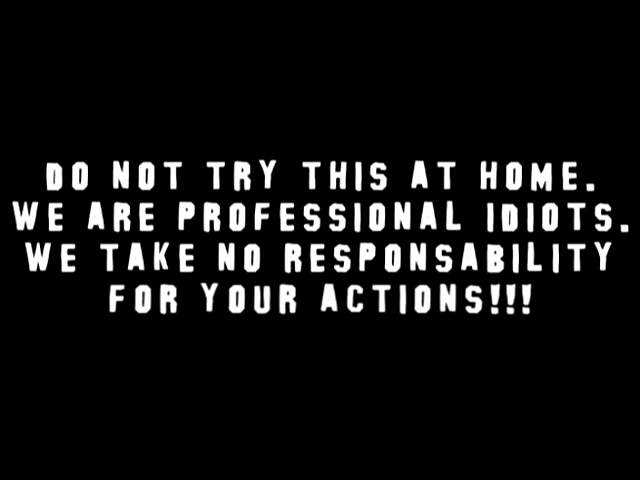 DO NOT TRY THIS AT HOME.
WE ARE PROFESSIONAL IDIOTS.
WE TAKE NO RESPONSABILITY
FOR YOUR ACTIONS!!!